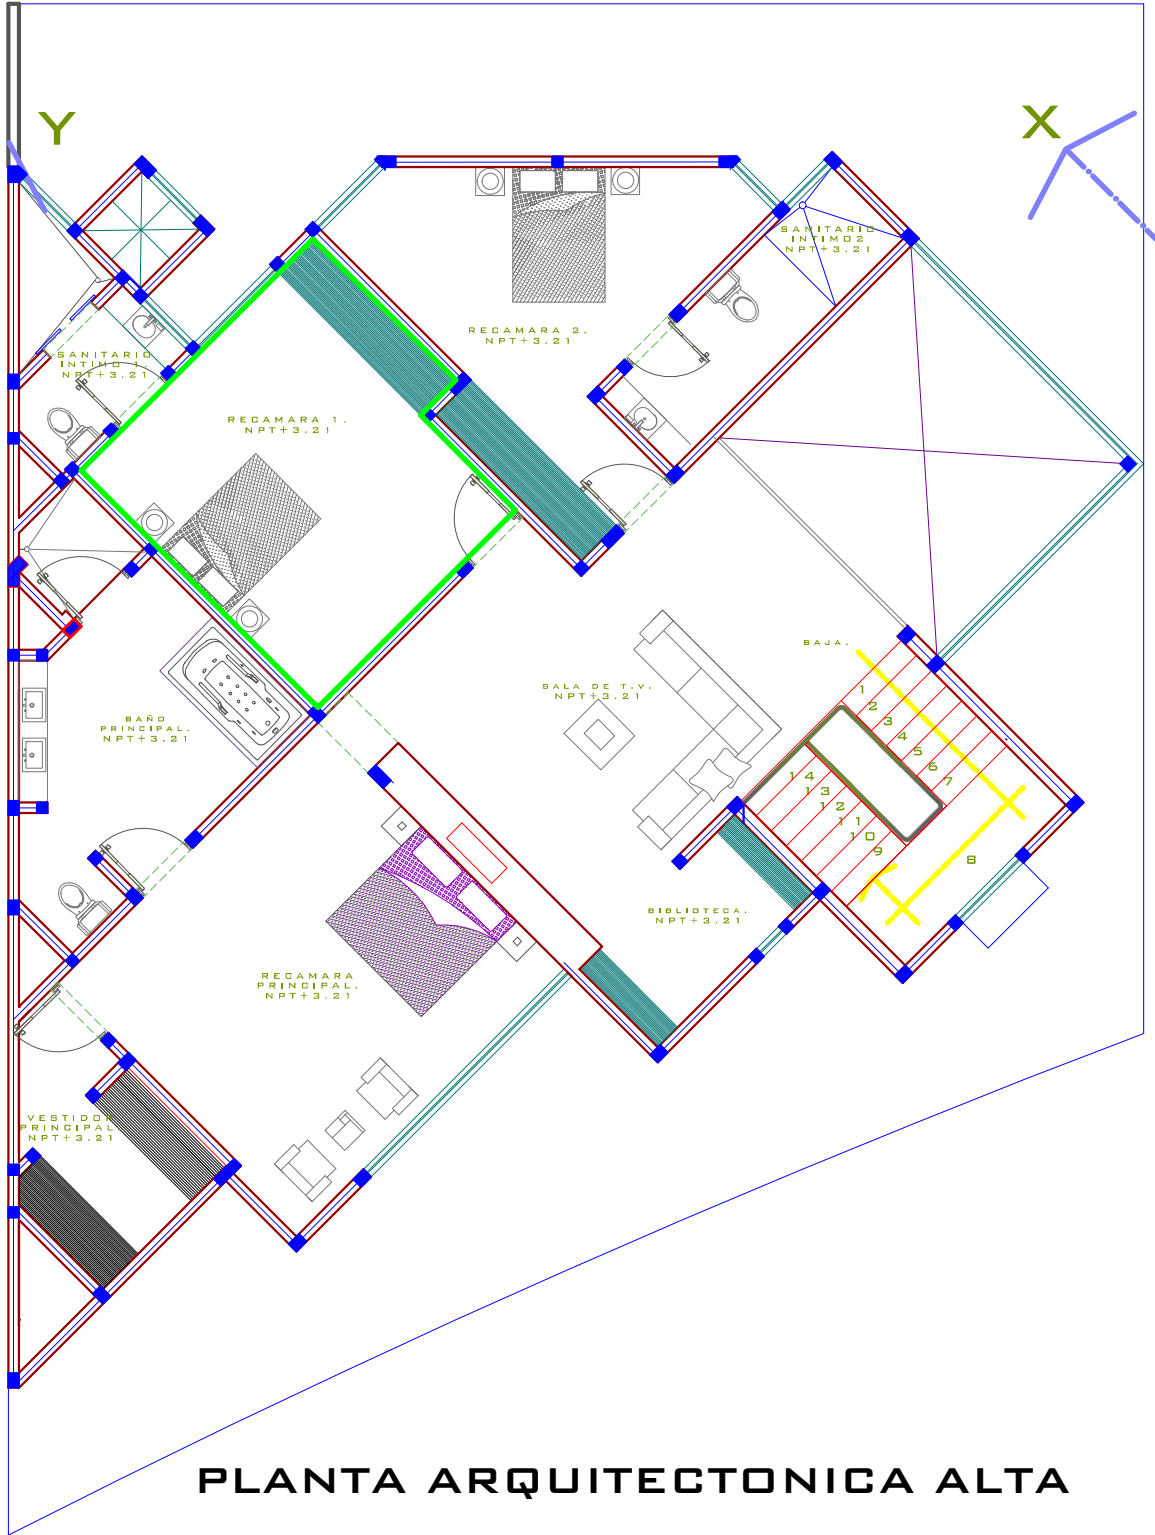 Y
X
SANITARIO
INTIMO2
NPT+3.21
RECAMARA 2.
NPT+3.21
SANITARIO
INTIMO 1
NPT+3.21
RECAMARA 1.
NPT+3.21
BAJA.
SALA DE T.V.
NPT+3.21
1
2
3
4
5
6
7
8
9
10
11
12
13
14
BAÑO
PRINCIPAL.
NPT+3.21
BIBLIOTECA.
NPT+3.21
RECAMARA
PRINCIPAL.
NPT+3.21
VESTIDOR
PRINCIPAL
NPT+3.21
PLANTA ARQUITECTONICA ALTA